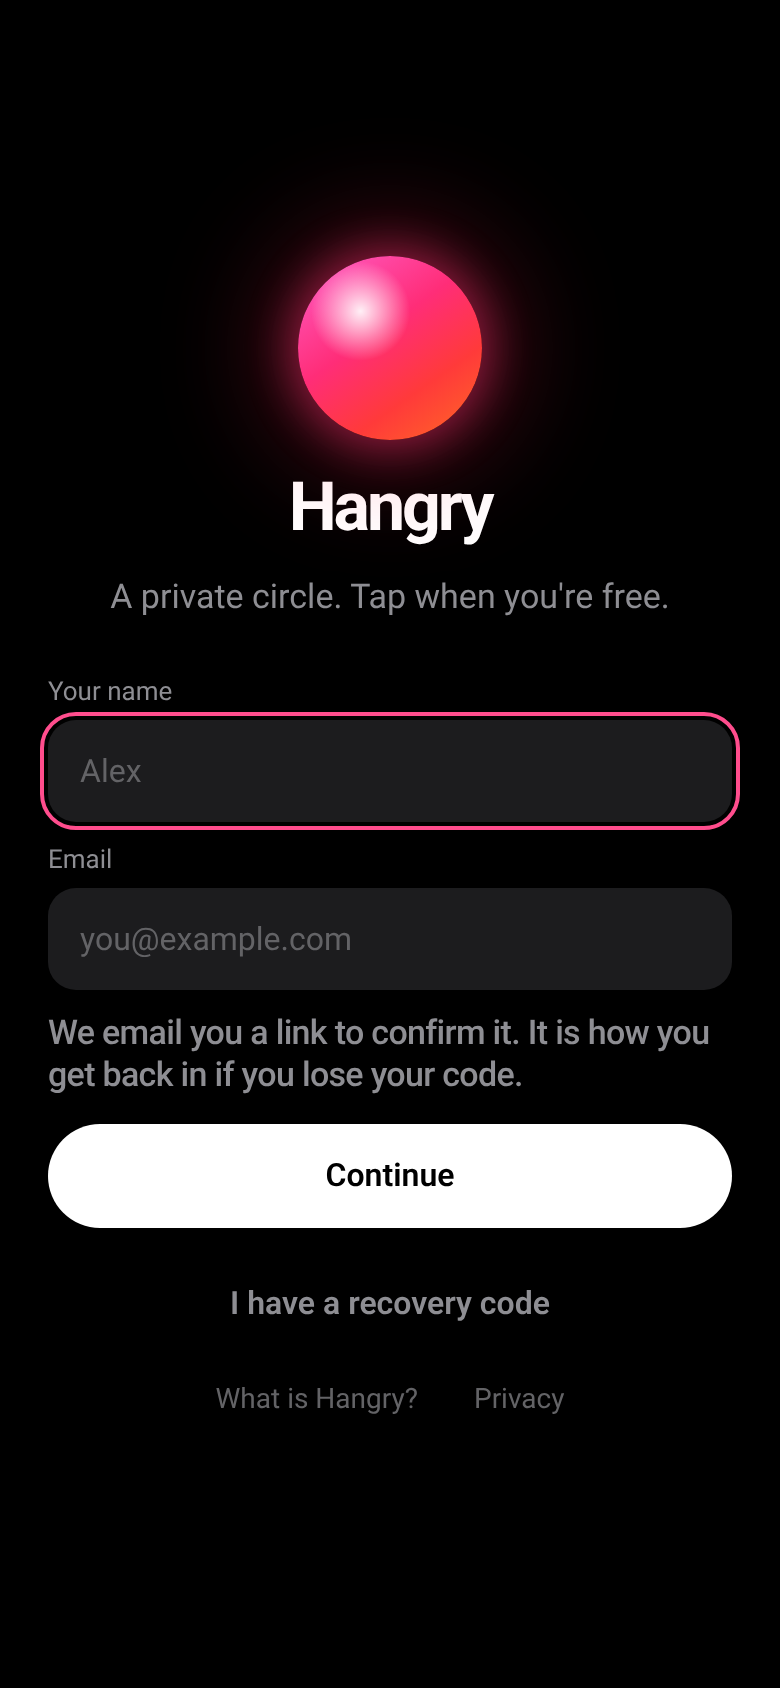 Hangry
A private circle. Tap when you're free.
Your name
Alex
Email
you@example.com
We email you a link to confirm it. It is how you
get back in if you lose your code.
Continue
I have a recovery code
What is Hangry? Privacy